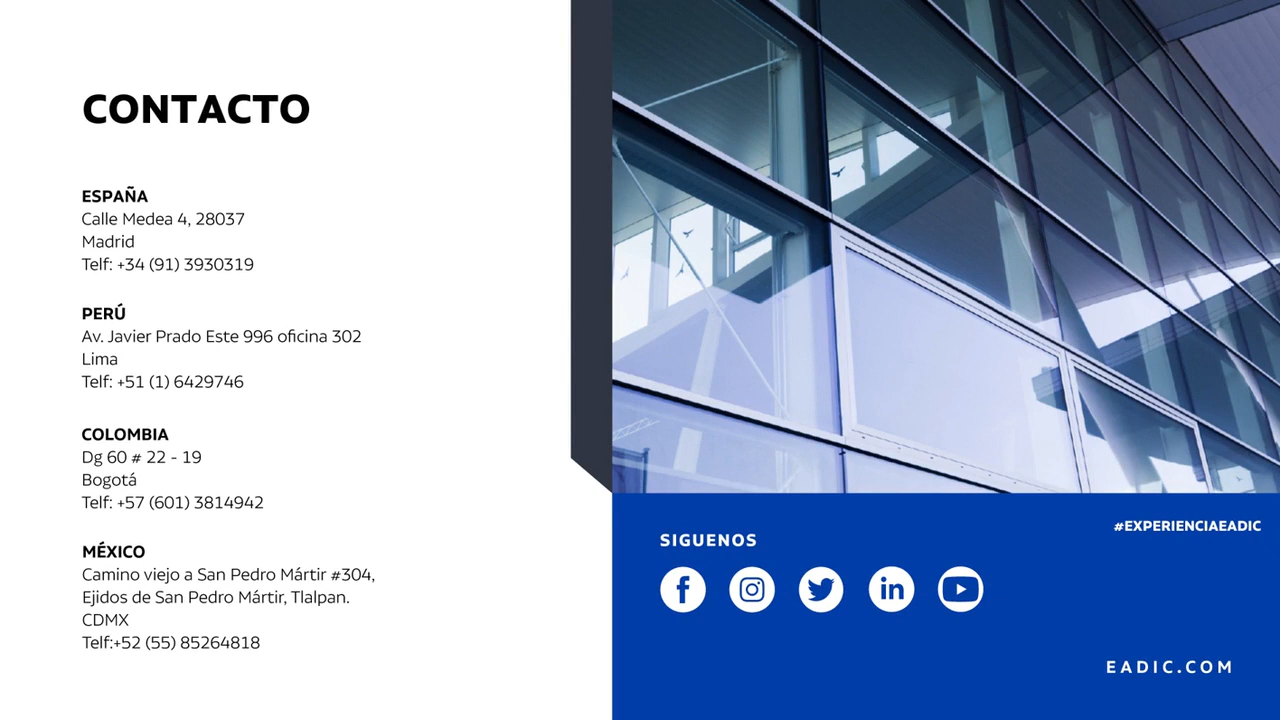 CONTACTO
ESPAÑA
Calle Medea 4, 28037
Madrid
Telf: +34 (91) 3930319
PERÚ
Av. Javier Prado Este 996 oficina 302
Lima
Telf: +51 (1) 6429746
COLOMBIA
Dg 60 # 22 - 19
Bogotá
Telf: +57 (601) 3814942
MÉXICO
Camino viejo a San Pedro Mártir #304,
Ejidos de San Pedro Mártir, Tlalpan.
CDMX
Telf:+52 (55) 85264818
#EXPERIENCIAEADIC
SIGUENOS
EADIC.COM